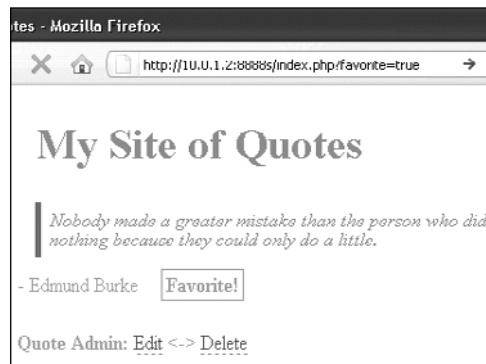 tes - Mozilla Firefox
http://10.0.1.2:8888s/index.php?favorite=true
My Site of Quotes
Nobody made a greater mistake than the person who did
nothing because they could only do a little.
- Edmund Burke Favorite!
Quote Admin: Edit <-> Delete